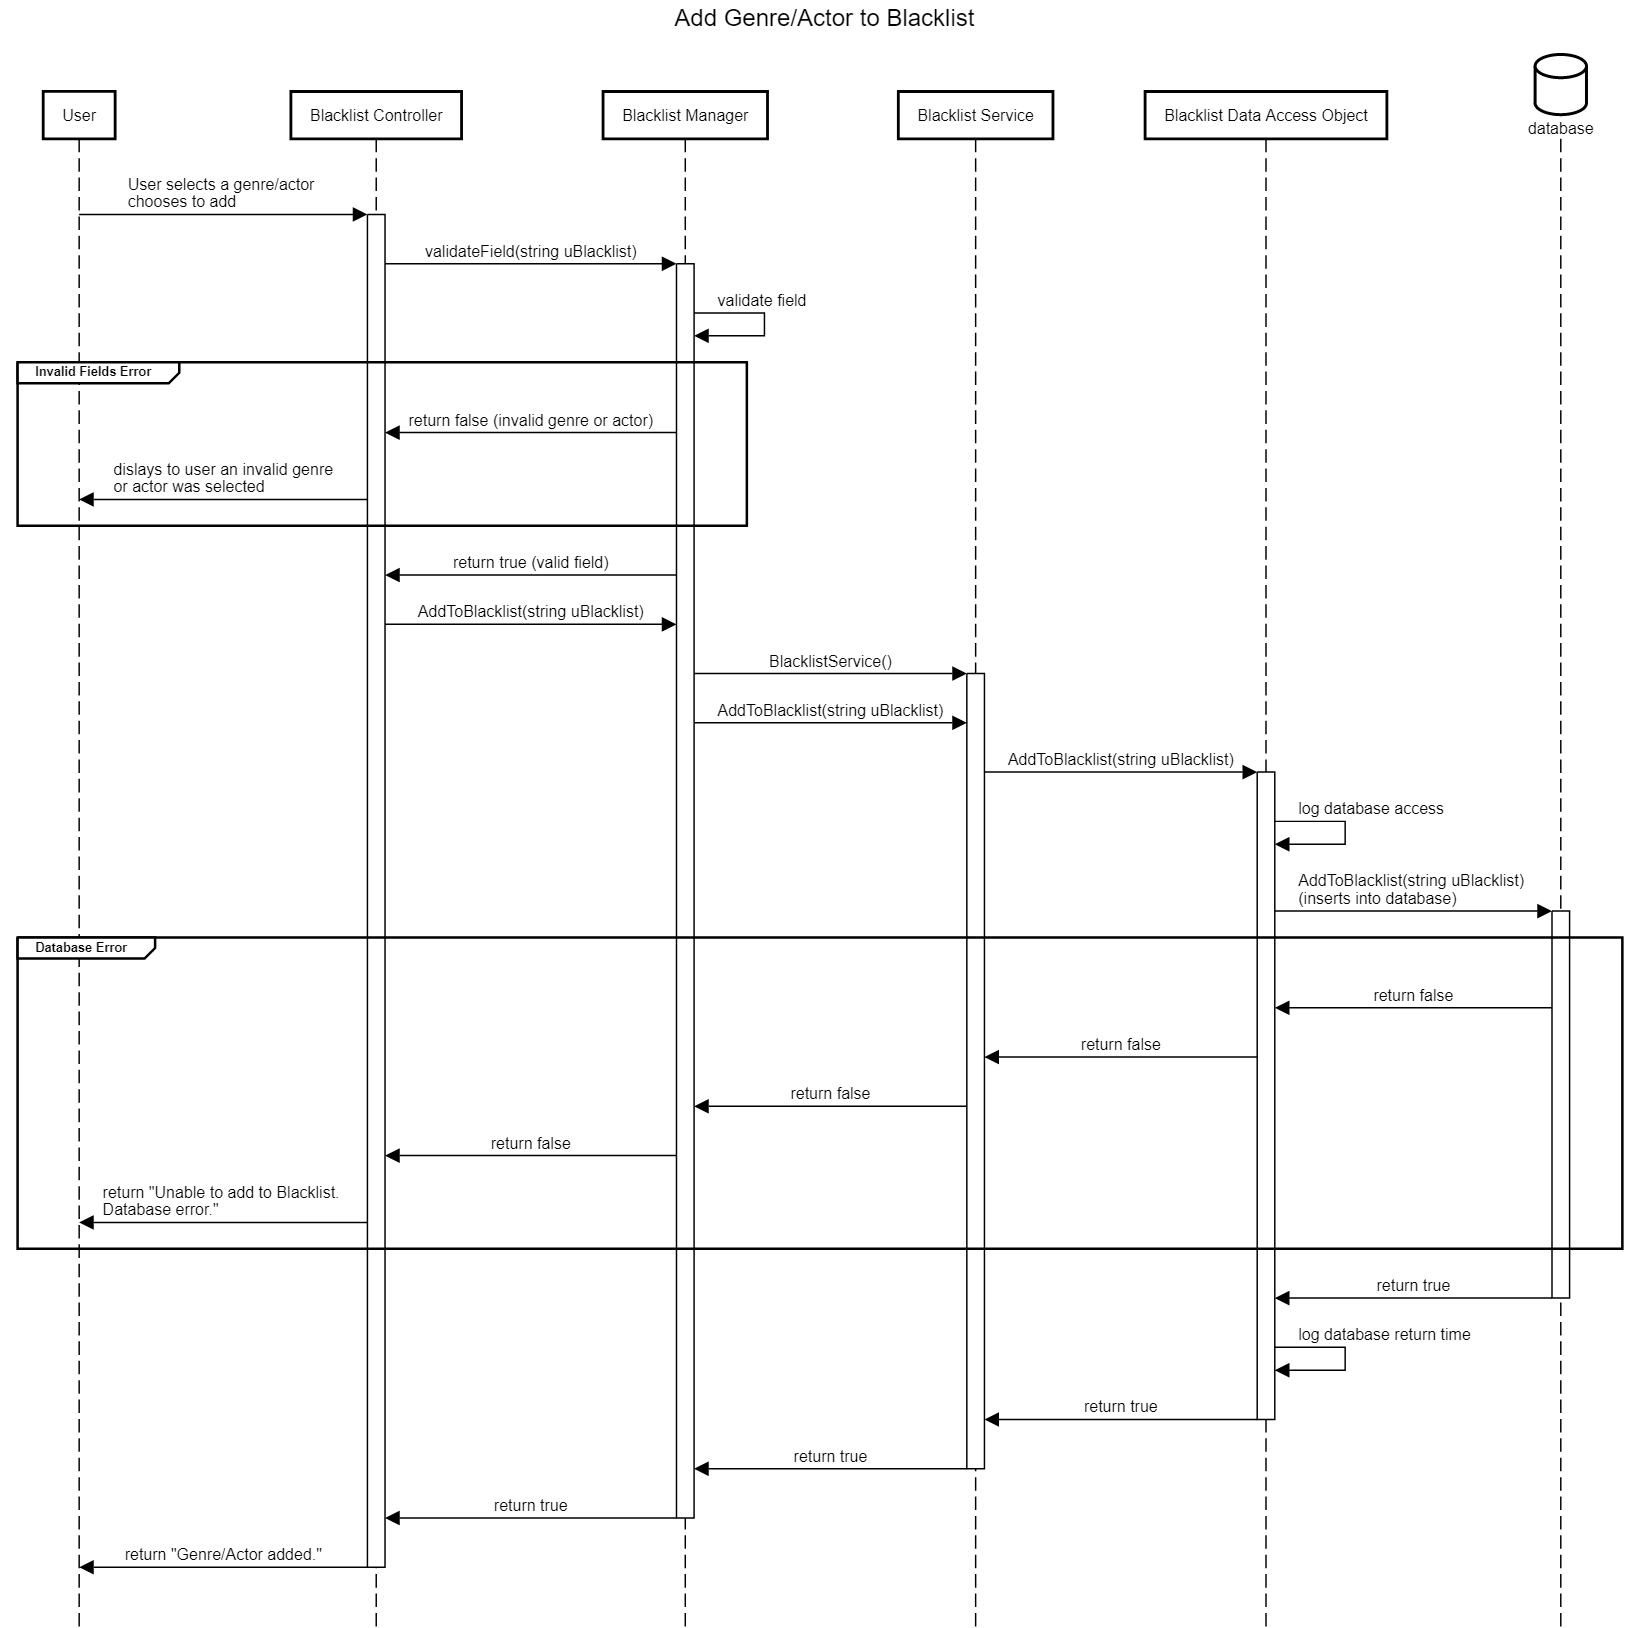 Add Genre/Actor to Blacklist
User
Blacklist Controller
Blacklist Manager
Blacklist Service
Blacklist Data Access Object
database
User selects a genre/actor
chooses to add
validateField(string uBlacklist)
validate field
Invalid Fields Error
return false (invalid genre or actor)
dislays to user an invalid genre
or actor was selected
return true (valid field)
AddToBlacklist(string uBlacklist)
BlacklistService()
AddToBlacklist(string uBlacklist)
AddToBlacklist(string uBlacklist)
log database access
AddToBlacklist(string uBlacklist)
(inserts into database)
Database Error
return false
return false
return false
return false
return "Unable to add to Blacklist.
Database error."
return true
log database return time
return true
return true
return true
return "Genre/Actor added."